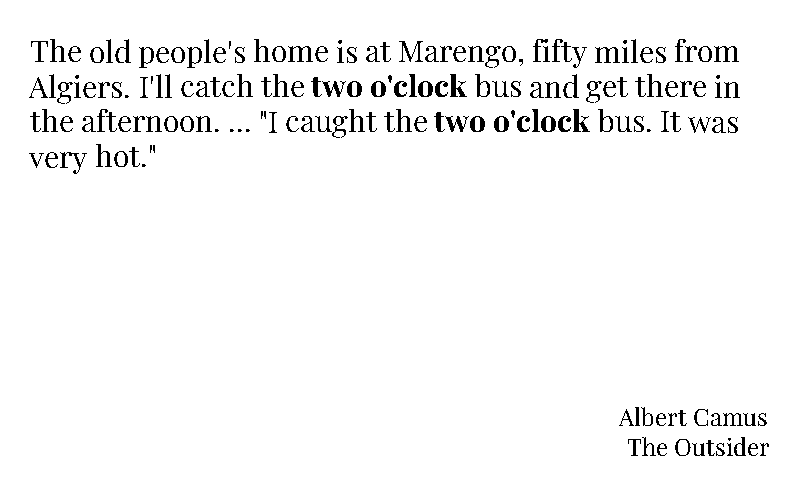 The old people's home is at Marengo, fifty miles from
Algiers. I'll catch the two o'clock bus and get there in
the afternoon. ... "I caught the two o'clock bus. It was
very hot."
Albert Camus
The Outsider